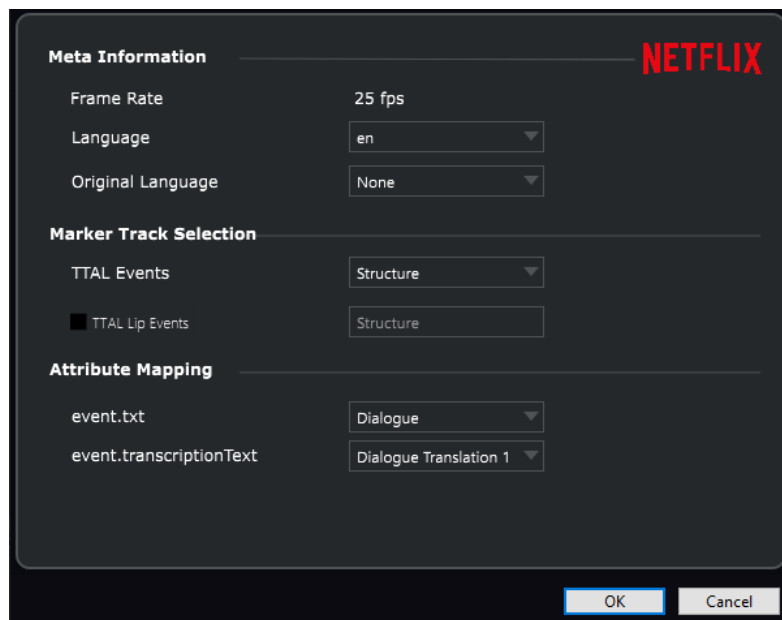 Meta Information
NETFLIX
Frame Rate 25 fps
Language en
Original Language None
Marker Track Selection
TTAL Events Structure
TTAL Lip Events Structure
Attribute Mapping
event.txt Dialogue
event.transcriptionText Dialogue Translation 1
OK Cancel